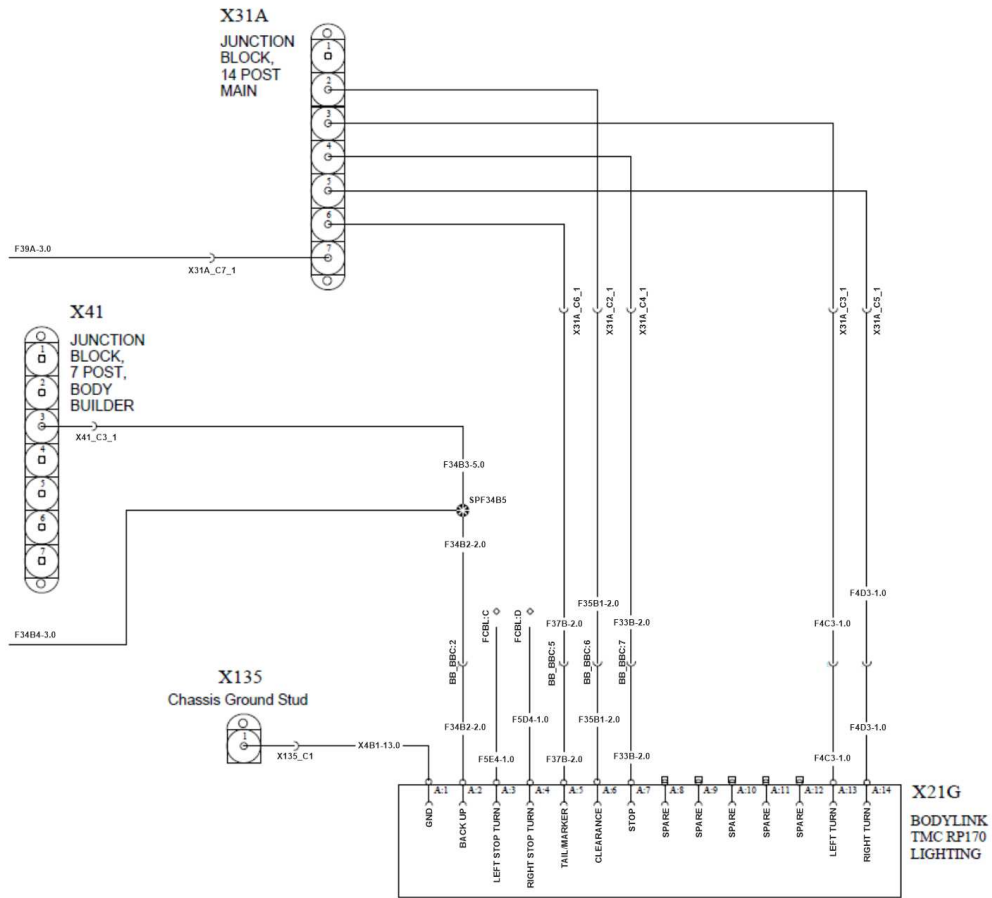 X31A
JUNCTION
BLOCK,
14 POST
MAIN
1
2
3
4
5
6
7
F39A-3.0
X31A_C7_1
X31A_C6_1
X31A_C2_1
X31A_C4_1
X31A_C3_1
X31A_C5_1
X41
JUNCTION
BLOCK,
7 POST,
BODY
BUILDER
1
2
3
4
5
6
7
X41_C3_1
F34B3-5.0
SPF34B5
F34B2-2.0
F34B4-3.0
FCBL:C
FCBL:D
F37B-2.0
F35B1-2.0
F33B-2.0
F4C3-1.0
F4D3-1.0
BB_BBC:2
BB_BBC:5
BB_BBC:6
BB_BBC:7
X135
Chassis Ground Stud
1
X135_C1
X4B1-13.0
F34B2-2.0
F5E4-1.0
F5D4-1.0
F37B-2.0
F35B1-2.0
F33B-2.0
F4C3-1.0
F4D3-1.0
A:1 A:2 A:3 A:4 A:5 A:6 A:7 A:8 A:9 A:10 A:11 A:12 A:13 A:14
GND
BACK UP
LEFT STOP TURN
RIGHT STOP TURN
TAIL/MARKER
CLEARANCE
STOP
SPARE
SPARE
SPARE
SPARE
SPARE
LEFT TURN
RIGHT TURN
X21G
BODYLINK
TMC RP170
LIGHTING